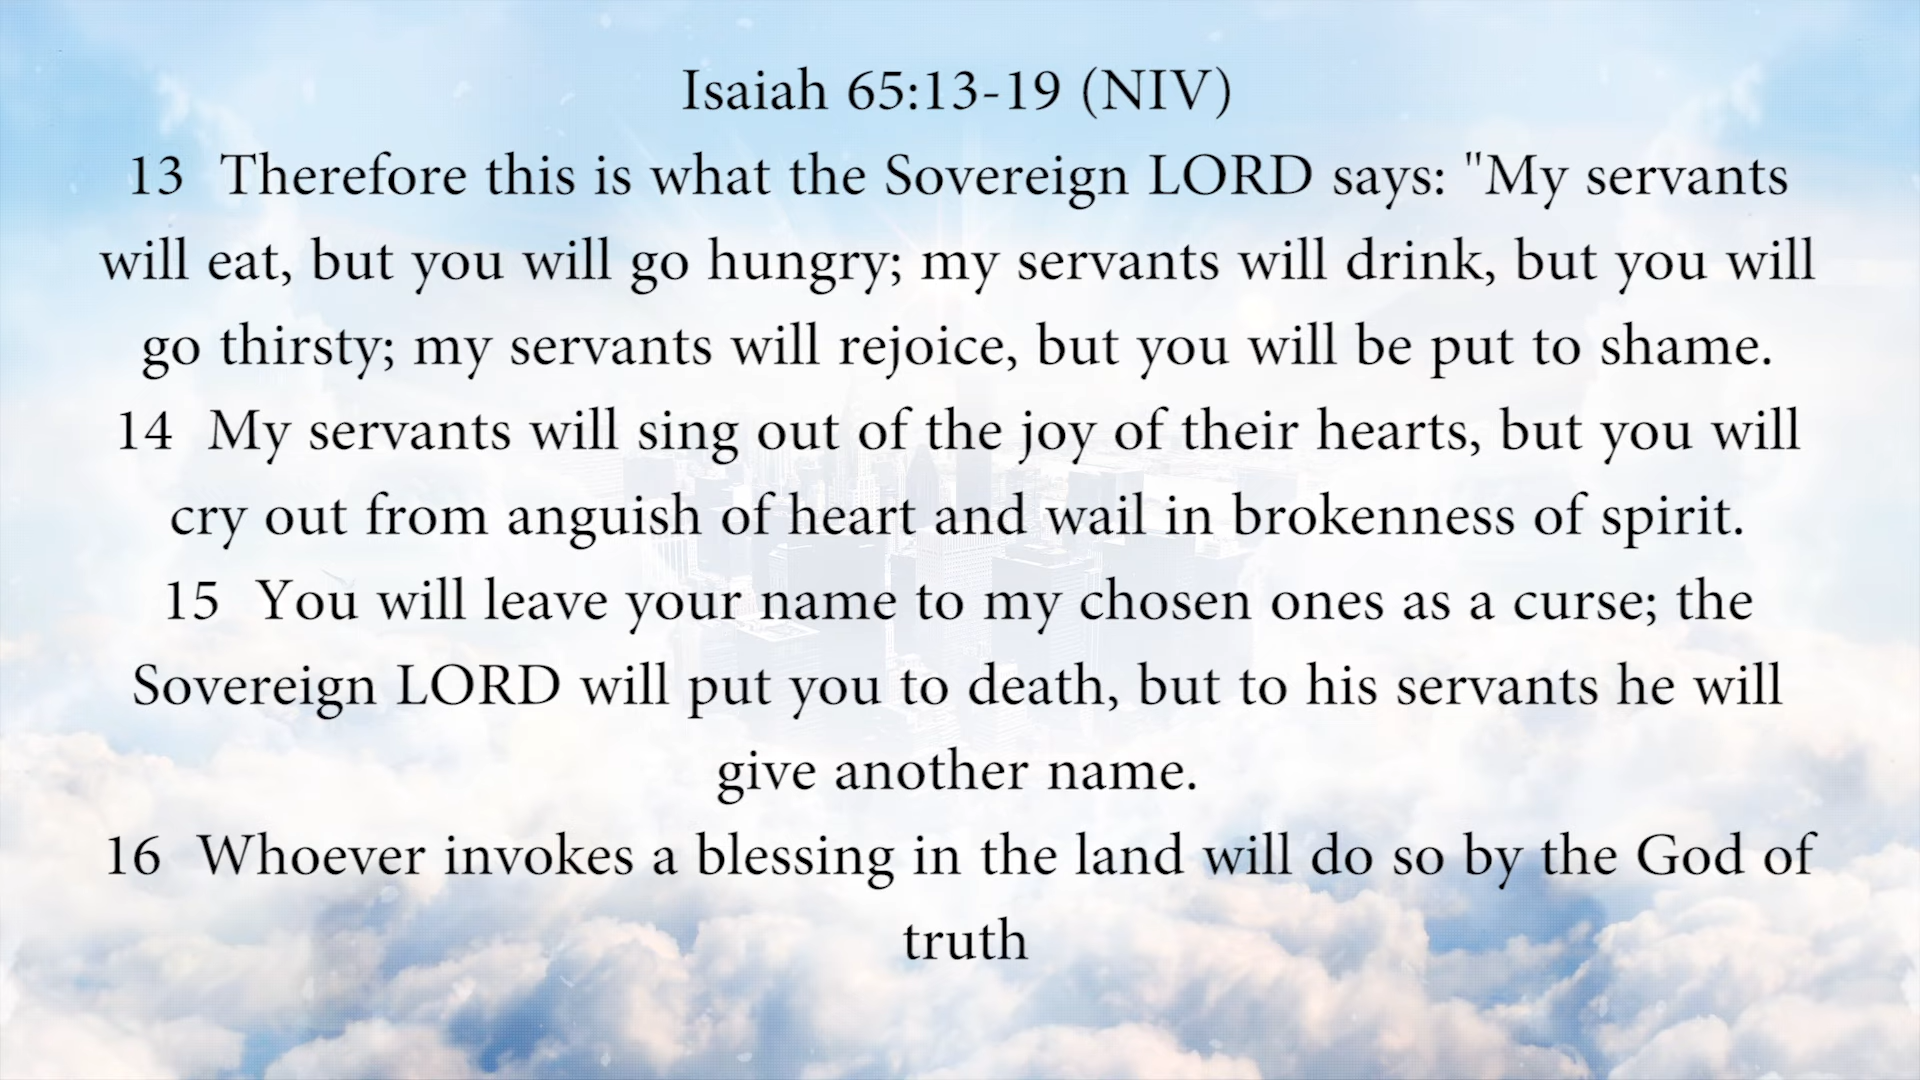 Isaiah 65:13-19 (NIV)
13  Therefore this is what the Sovereign LORD says: "My servants
will eat, but you will go hungry; my servants will drink, but you will
go thirsty; my servants will rejoice, but you will be put to shame.
14  My servants will sing out of the joy of their hearts, but you will
cry out from anguish of heart and wail in brokenness of spirit.
15  You will leave your name to my chosen ones as a curse; the
Sovereign LORD will put you to death, but to his servants he will
give another name.
16  Whoever invokes a blessing in the land will do so by the God of
truth